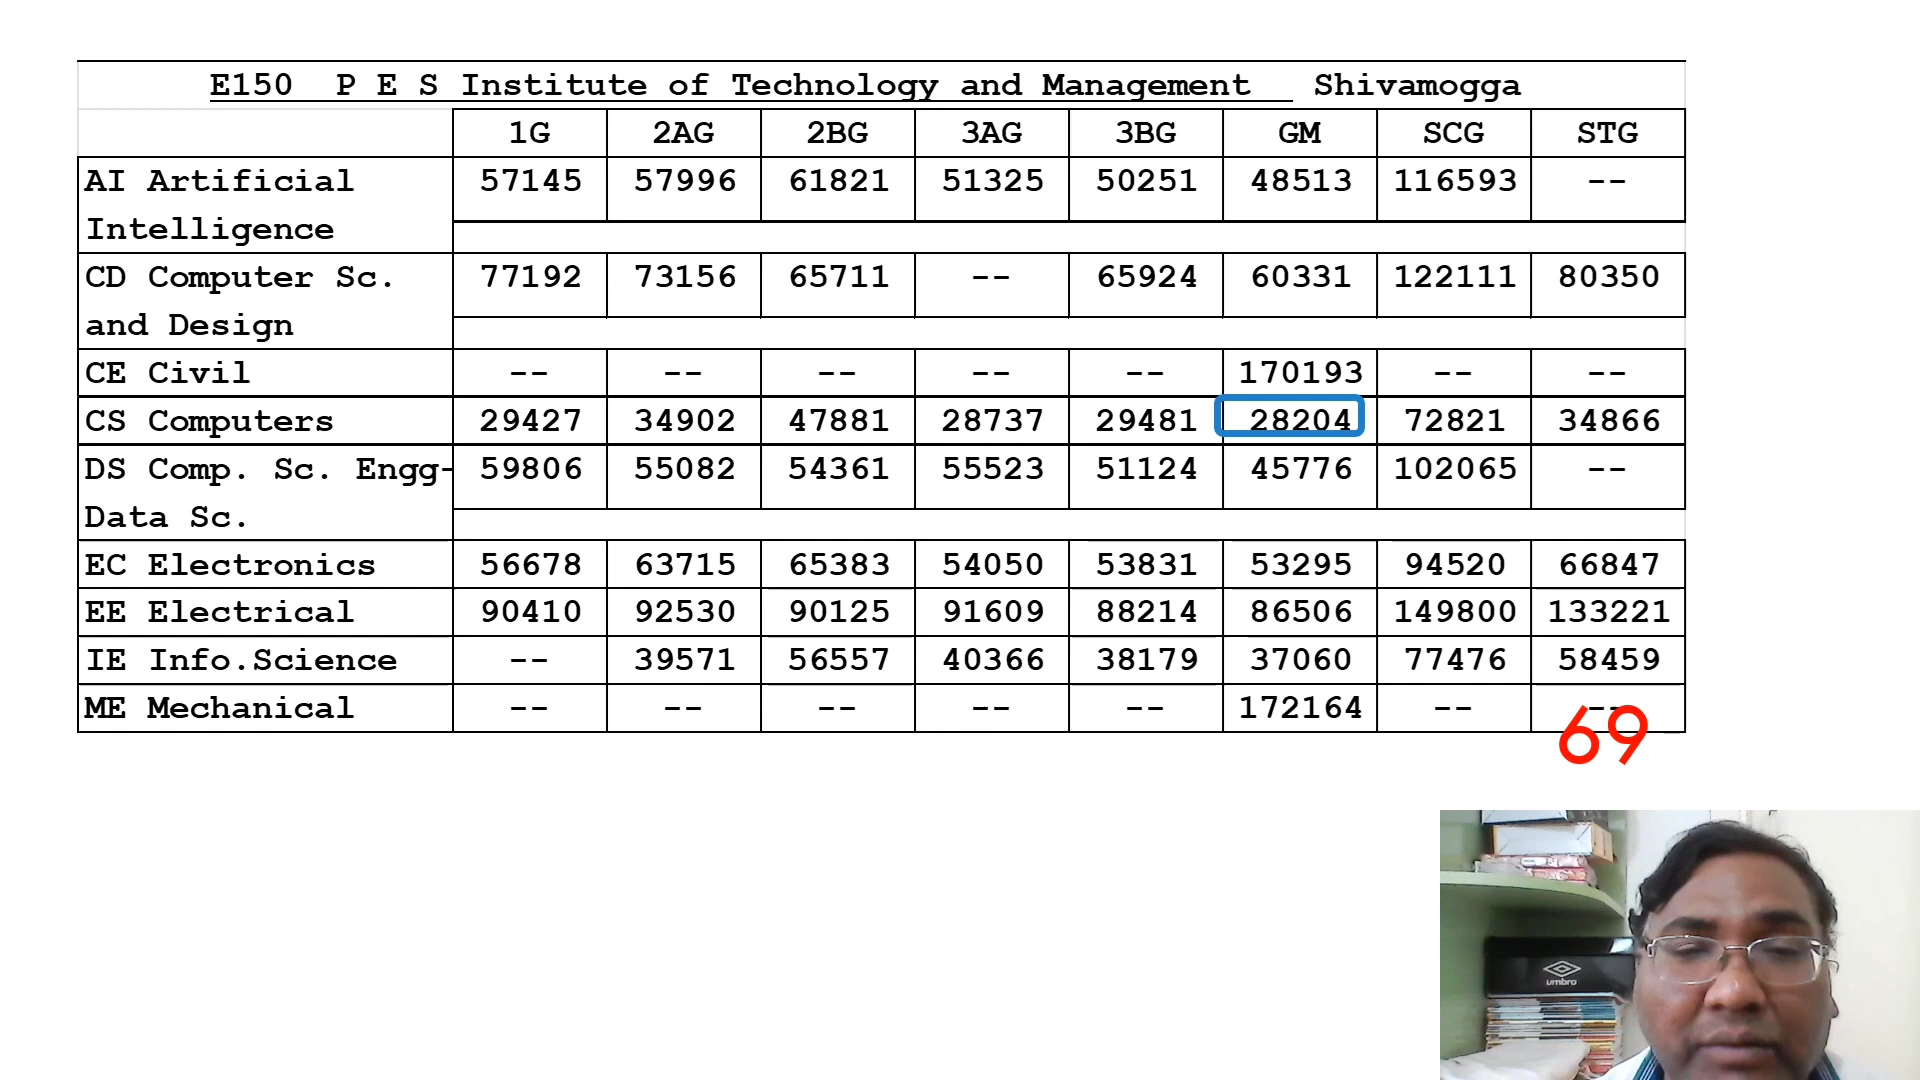 E150 P E S Institute of Technology and Management Shivamogga
1G 2AG 2BG 3AG 3BG GM SCG STG
AI Artificial Intelligence 57145 57996 61821 51325 50251 48513 116593 --
CD Computer Sc. and Design 77192 73156 65711 -- 65924 60331 122111 80350
CE Civil -- -- -- -- -- 170193 -- --
CS Computers 29427 34902 47881 28737 29481 28204 72821 34866
DS Comp. Sc. Engg-Data Sc. 59806 55082 54361 55523 51124 45776 102065 --
EC Electronics 56678 63715 65383 54050 53831 53295 94520 66847
EE Electrical 90410 92530 90125 91609 88214 86506 149800 133221
IE Info.Science -- 39571 56557 40366 38179 37060 77476 58459
ME Mechanical -- -- -- -- -- 172164 -- --
69
umbro